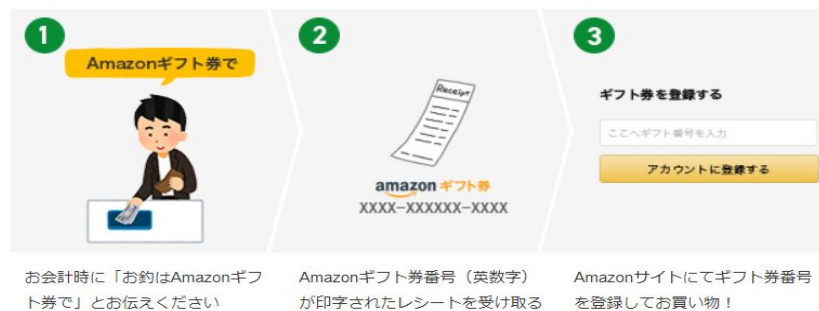 1
Amazonギフト券で
お会計時に「お釣はAmazonギフ
ト券で」とお伝えください
2
Receipt
amazon ギフト券
XXXX-XXXXXX-XXXX
Amazonギフト券番号（英数字）
が印字されたレシートを受け取る
3
ギフト券を登録する
ここへギフト番号を入力
アカウントに登録する
Amazonサイトにてギフト券番号
を登録してお買い物！